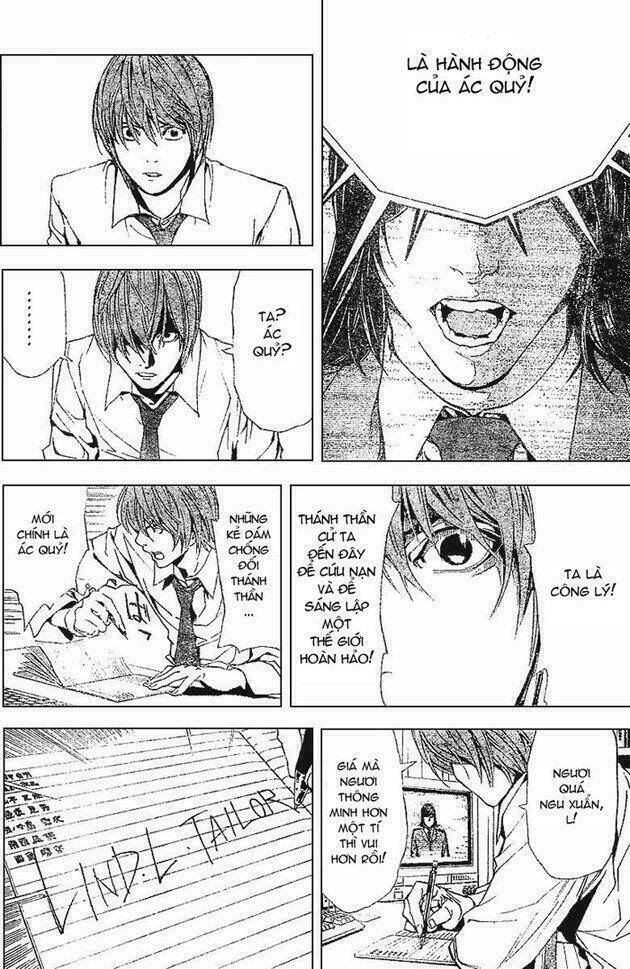 LÀ HÀNH ĐỘNG
CỦA ÁC QUỶ!
TA?
ÁC
QUỶ?
........
TA LÀ
CÔNG LÝ!
THÁNH THẦN
CỬ TA
ĐẾN ĐÂY
ĐỂ CỨU NẠN
VÀ ĐỂ
SÁNG LẬP
MỘT
THẾ GIỚI
HOÀN HẢO!
NHỮNG
KẺ DÁM
CHỐNG
ĐỐI
THÁNH
THẦN
...
MỚI
CHÍNH LÀ
ÁC QUỶ!
ばっ
NGƯƠI
QUÁ
NGU XUẨN,
L!
GIÁ MÀ
NGƯƠI
THÔNG
MINH HƠN
MỘT TÍ
THÌ VUI
HƠN RỒI!
LIND.L.TAILOR